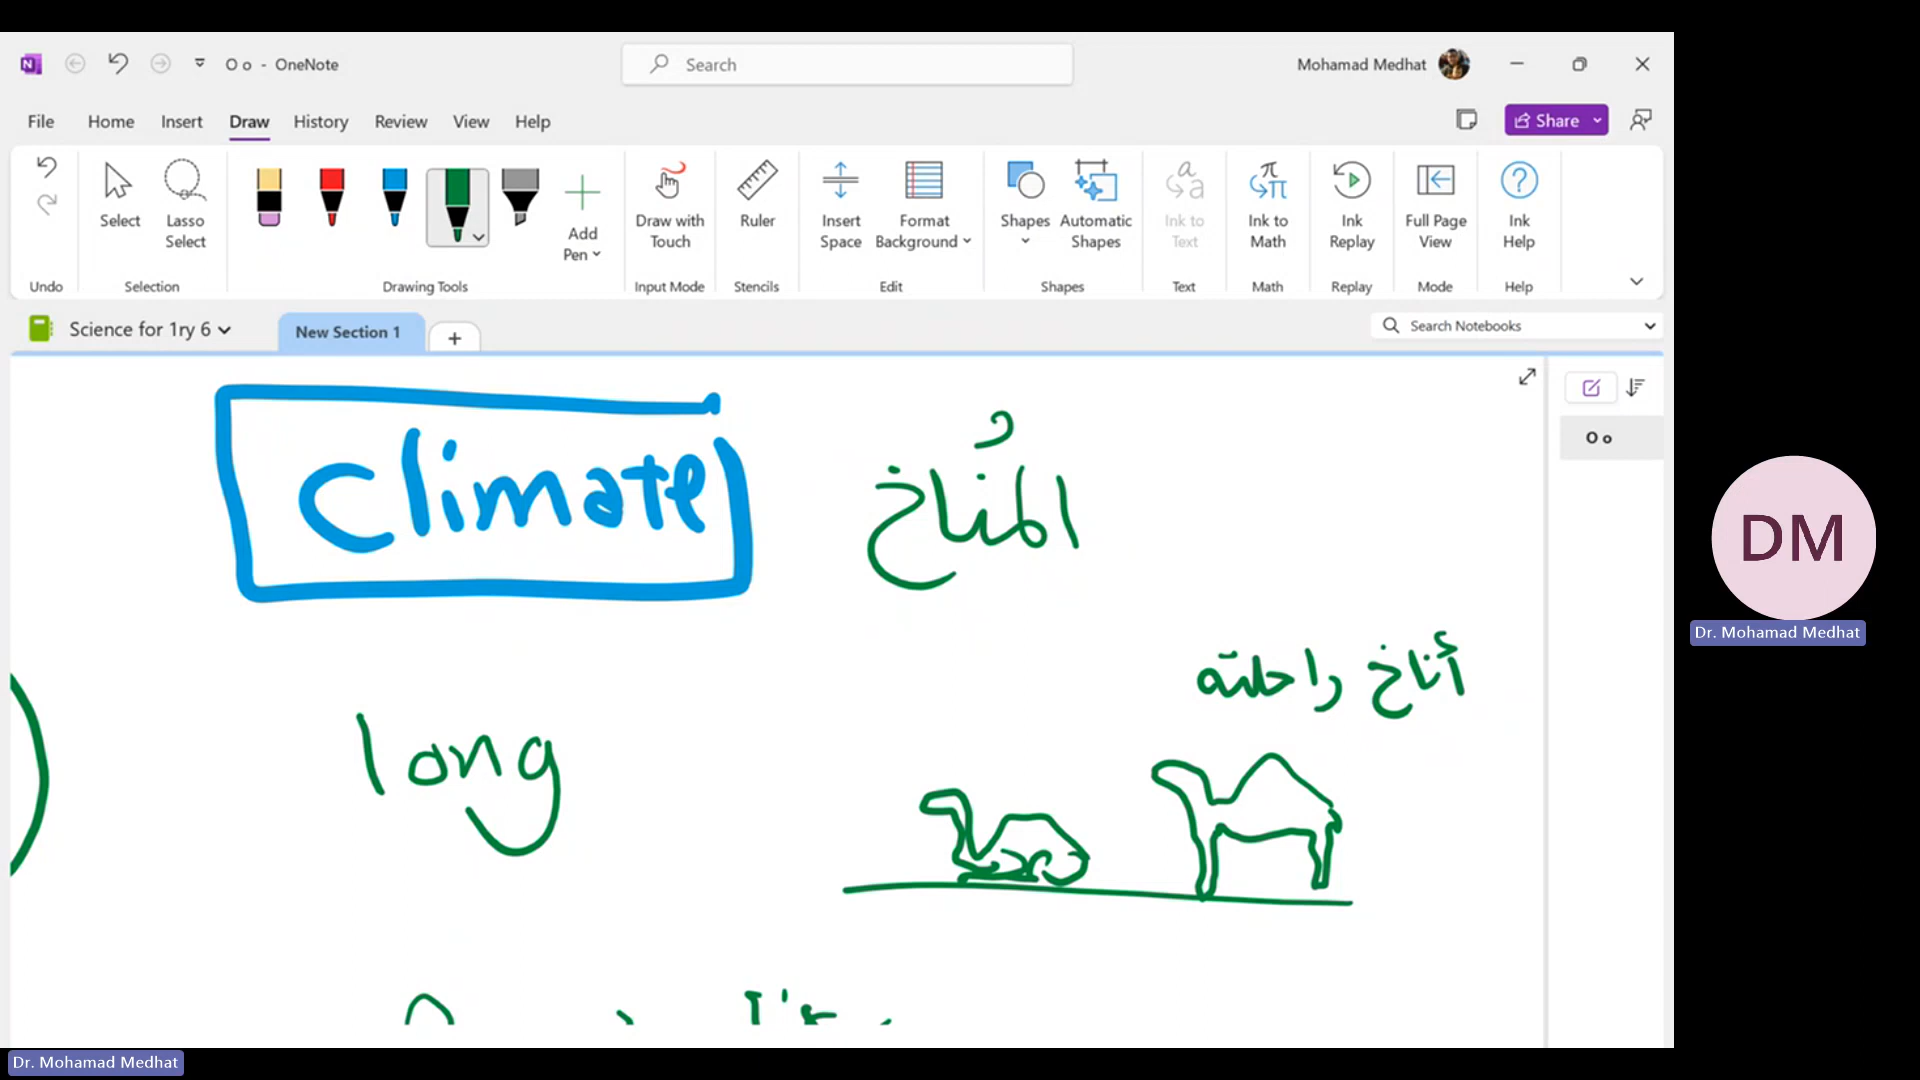 O o - OneNote
Search
Mohamad Medhat
File Home Insert Draw History Review View Help
Share
Select
Lasso Select
Add Pen
Draw with Touch
Ruler
Insert Space
Format Background
Shapes
Automatic Shapes
Ink to Text
Ink to Math
Ink Replay
Full Page View
Ink Help
Undo Selection Drawing Tools Input Mode Stencils Edit Shapes Text Math Replay Mode Help
Science for 1ry 6
New Section 1
Search Notebooks
O o
Climate
المُناخ
أناخ راحلته
long
DM
Dr. Mohamad Medhat
Dr. Mohamad Medhat